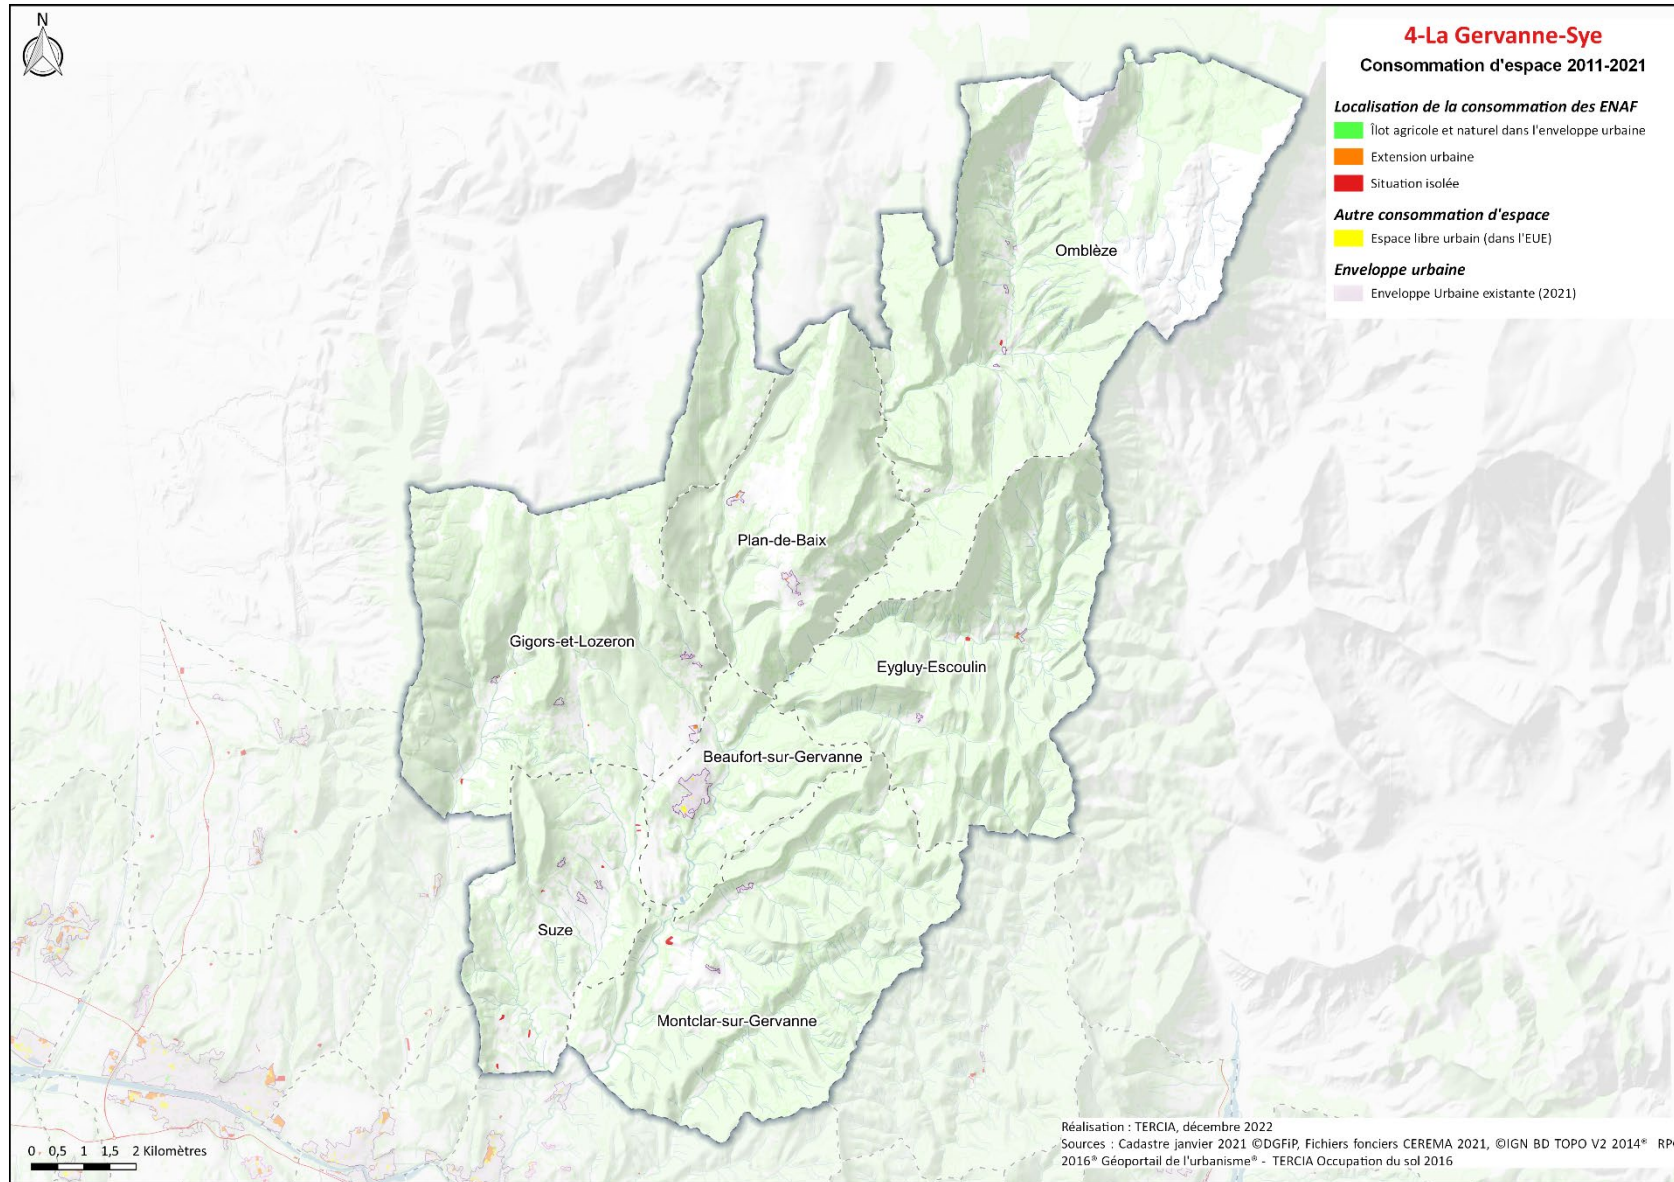 N
4-La Gervanne-Sye
Consommation d'espace 2011-2021
Localisation de la consommation des ENAF
Îlot agricole et naturel dans l'enveloppe urbaine
Extension urbaine
Situation isolée
Autre consommation d'espace
Espace libre urbain (dans l'EUE)
Enveloppe urbaine
Enveloppe Urbaine existante (2021)
Omblèze
Plan-de-Baix
Gigors-et-Lozeron
Eygluy-Escoulin
Beaufort-sur-Gervanne
Suze
Montclar-sur-Gervanne
0 0,5 1 1,5 2 Kilomètres
Réalisation : TERCIA, décembre 2022
Sources : Cadastre janvier 2021 ©DGFiP, Fichiers fonciers CEREMA 2021, ©IGN BD TOPO V2 2014® RPG
2016® Géoportail de l'urbanisme® - TERCIA Occupation du sol 2016